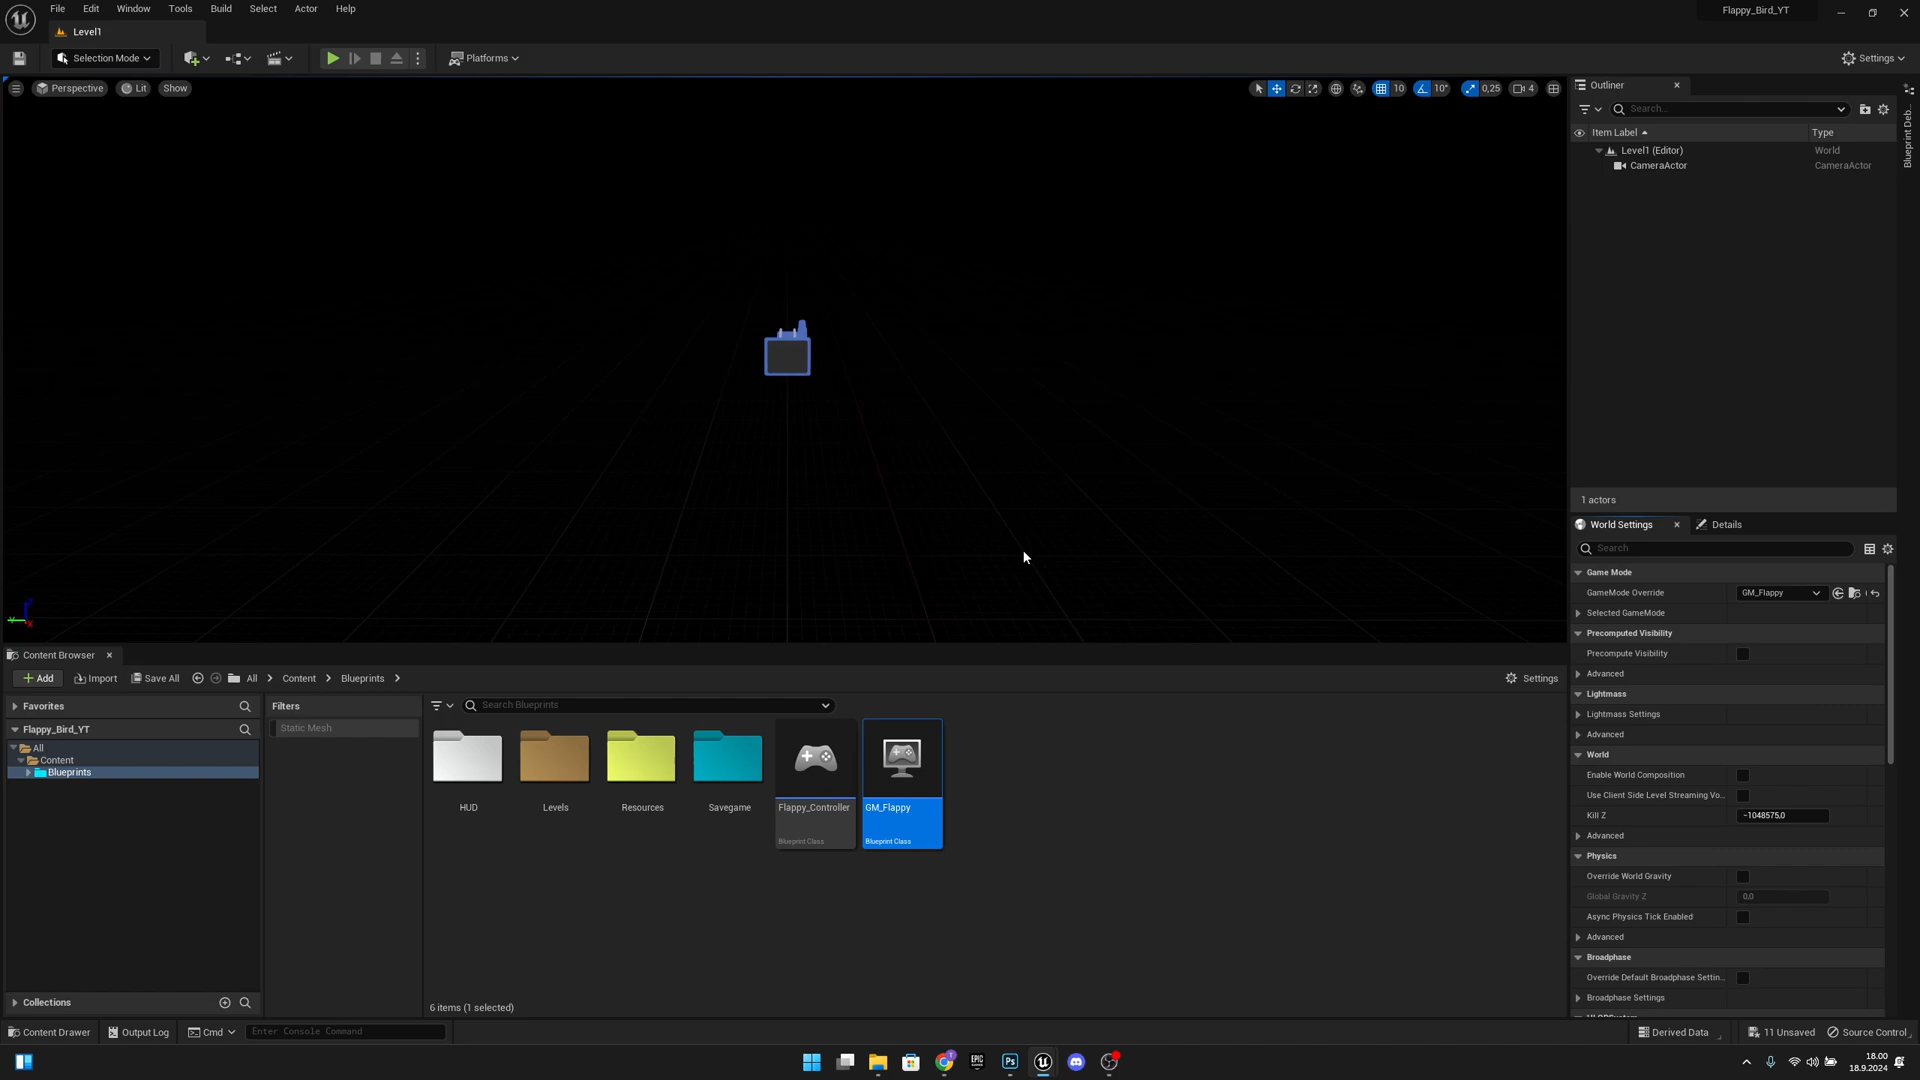 File Edit Window Tools Build Select Actor Help
Flappy_Bird_YT
Level1
Selection Mode
Platforms
Settings
Perspective
Lit
Show
10
10°
0,25
4
Outliner
Search...
Item Label
Type
Level1 (Editor)
World
CameraActor
CameraActor
Blueprint Deb...
1 actors
World Settings
Details
Search
Game Mode
GameMode Override
GM_Flappy
Selected GameMode
Precomputed Visibility
Precompute Visibility
Advanced
Lightmass
Lightmass Settings
Advanced
World
Enable World Composition
Use Client Side Level Streaming Vo...
Kill Z
-1048575,0
Advanced
Physics
Override World Gravity
Global Gravity Z
0,0
Async Physics Tick Enabled
Advanced
Broadphase
Override Default Broadphase Settin...
Broadphase Settings
Content Browser
Add
Import
Save All
All
Content
Blueprints
Settings
Favorites
Flappy_Bird_YT
All
Content
Blueprints
Collections
Filters
Static Mesh
Search Blueprints
HUD
Levels
Resources
Savegame
Flappy_Controller
Blueprint Class
GM_Flappy
Blueprint Class
6 items (1 selected)
Content Drawer
Output Log
Cmd
Enter Console Command
Derived Data
11 Unsaved
Source Control
EPIC
Ps
18.00
18.9.2024